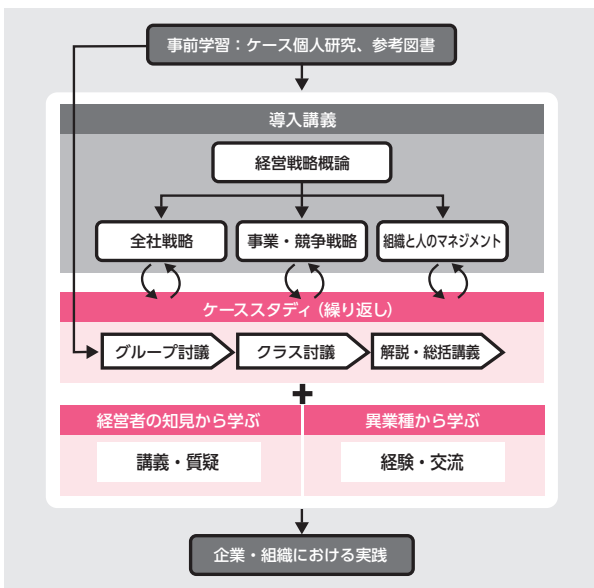 事前学習：ケース個人研究、参考図書
導入講義
経営戦略概論
全社戦略
事業・競争戦略
組織と人のマネジメント
ケーススタディ（繰り返し）
グループ討議
クラス討議
解説・総括講義
+
経営者の知見から学ぶ
異業種から学ぶ
講義・質疑
経験・交流
企業・組織における実践